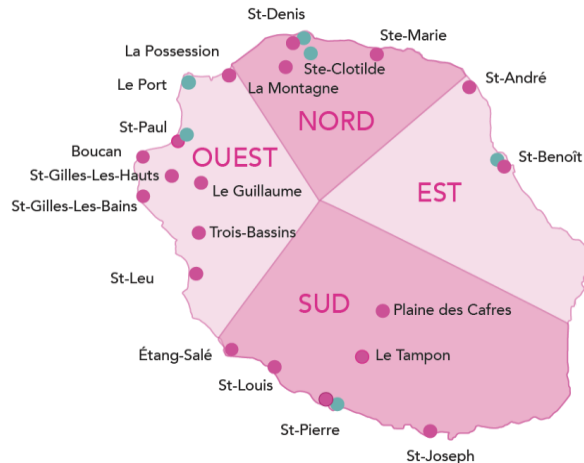 St-Denis
Ste-Marie
La Possession
Ste-Clotilde
Le Port
La Montagne
St-André
NORD
St-Paul
Boucan
OUEST
St-Benoît
St-Gilles-Les-Hauts
Le Guillaume
EST
St-Gilles-Les-Bains
Trois-Bassins
St-Leu
SUD
Plaine des Cafres
Étang-Salé
Le Tampon
St-Louis
St-Pierre
St-Joseph